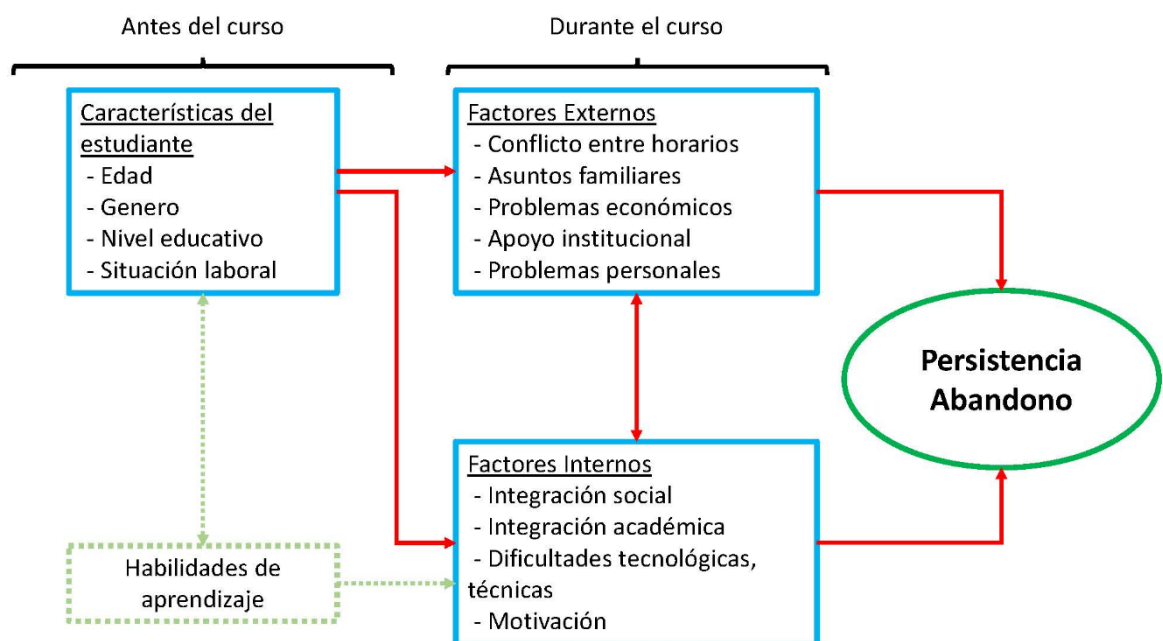 Antes del curso
Durante el curso
Características del
estudiante
- Edad
- Genero
- Nivel educativo
- Situación laboral
Factores Externos
- Conflicto entre horarios
- Asuntos familiares
- Problemas económicos
- Apoyo institucional
- Problemas personales
Persistencia
Abandono
Habilidades de
aprendizaje
Factores Internos
- Integración social
- Integración académica
- Dificultades tecnológicas,
técnicas
- Motivación